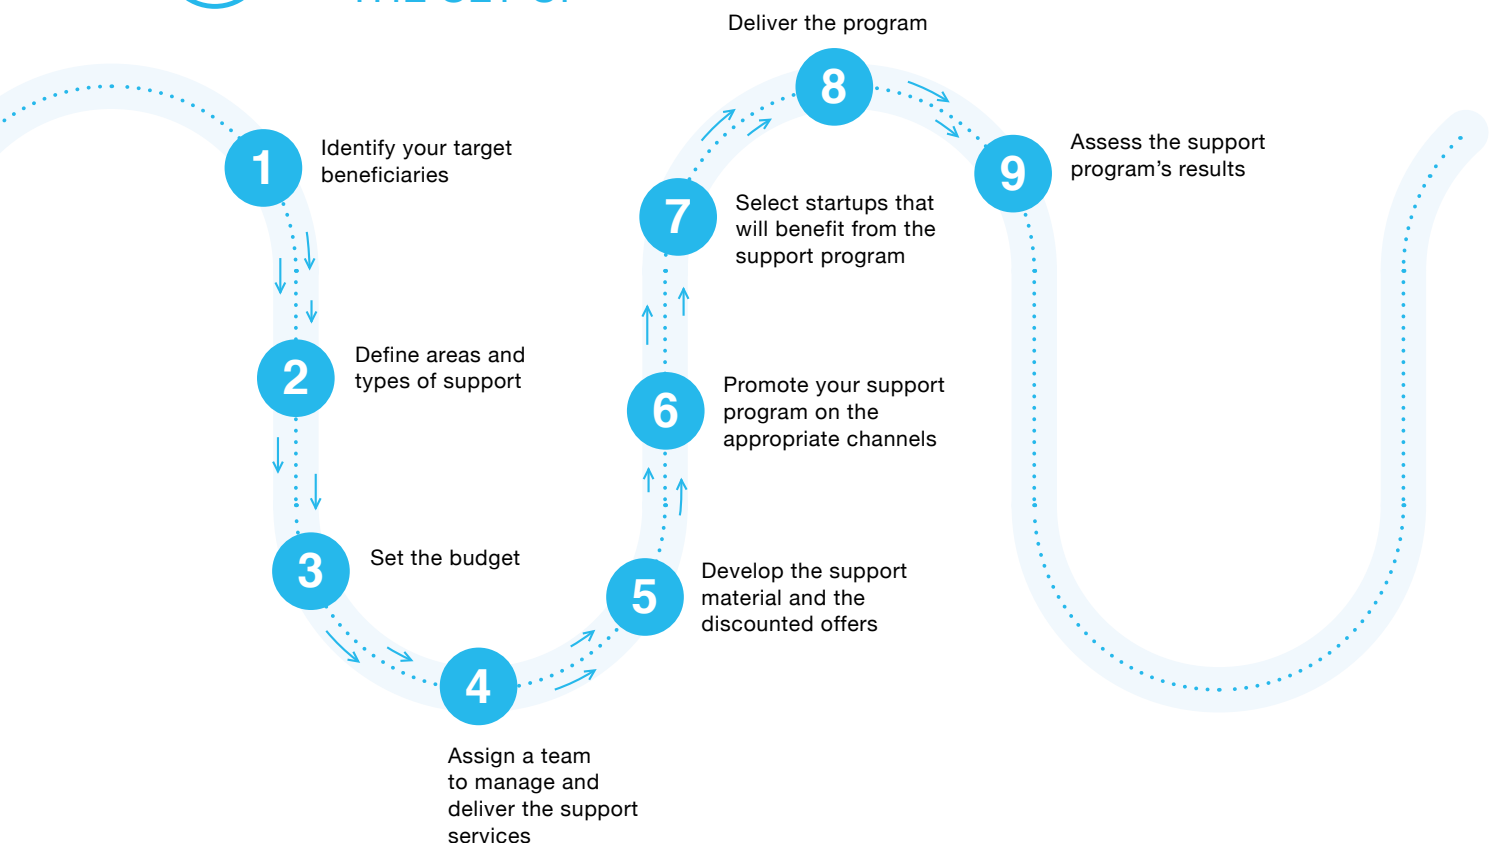 1
Identify your target
beneficiaries
2
Define areas and
types of support
3
Set the budget
4
Assign a team
to manage and
deliver the support
services
5
Develop the support
material and the
discounted offers
6
Promote your support
program on the
appropriate channels
7
Select startups that
will benefit from the
support program
8
Deliver the program
9
Assess the support
program’s results